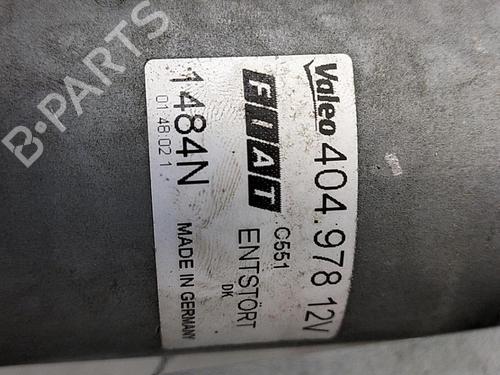 Valeo 404.978 12V
FIAT C551 ENTSTÖRT
DK
1484N MADE IN GERMANY
01 48:02 1
B-PARTS